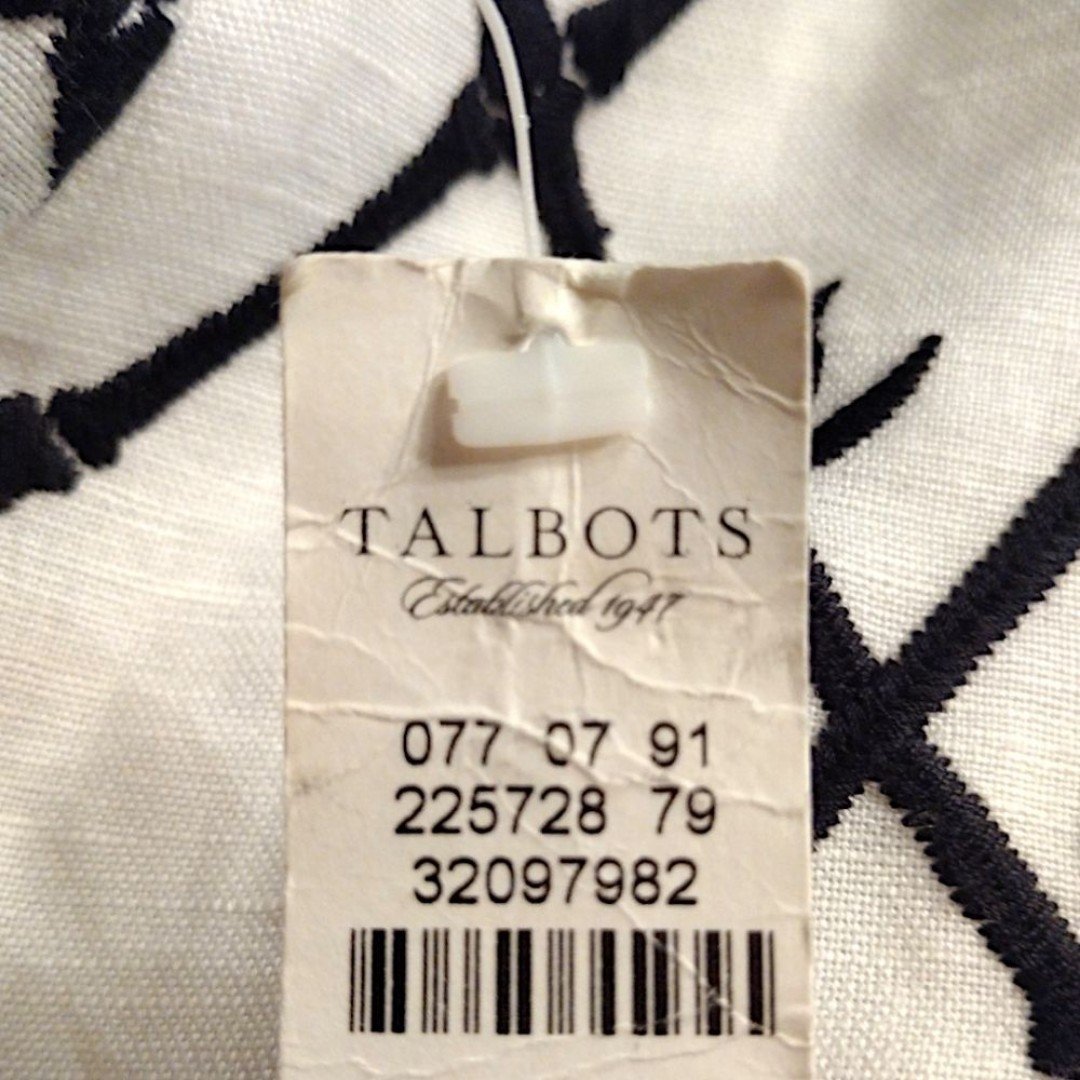 TALBOTS
Established 1947
077 07 91
225728 79
32097982